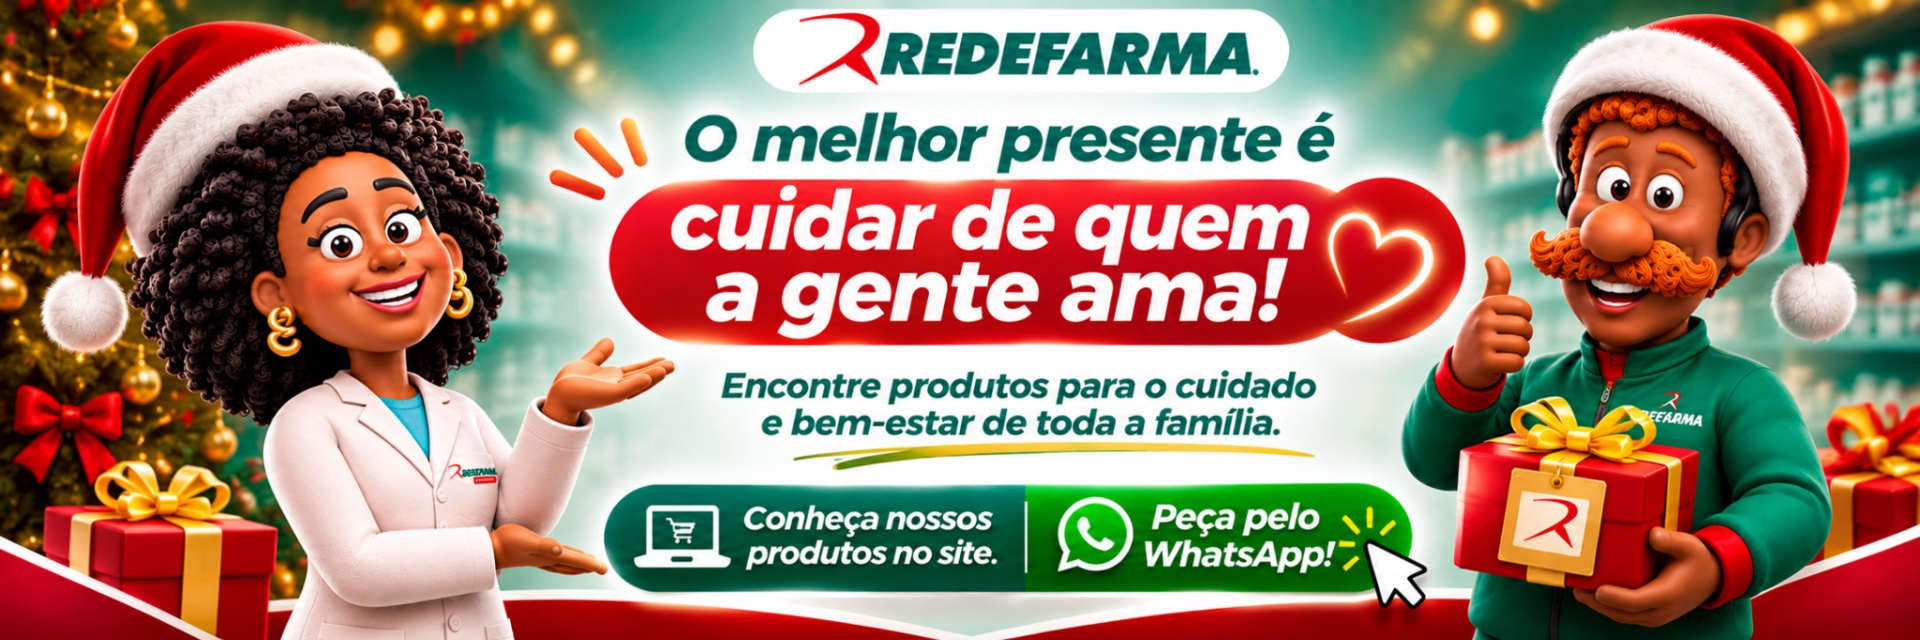 REDEFARMA.
O melhor presente é
cuidar de quem
a gente ama!
Encontre produtos para o cuidado
e bem-estar de toda a família.
Conheça nossos
produtos no site.
Peça pelo
WhatsApp!